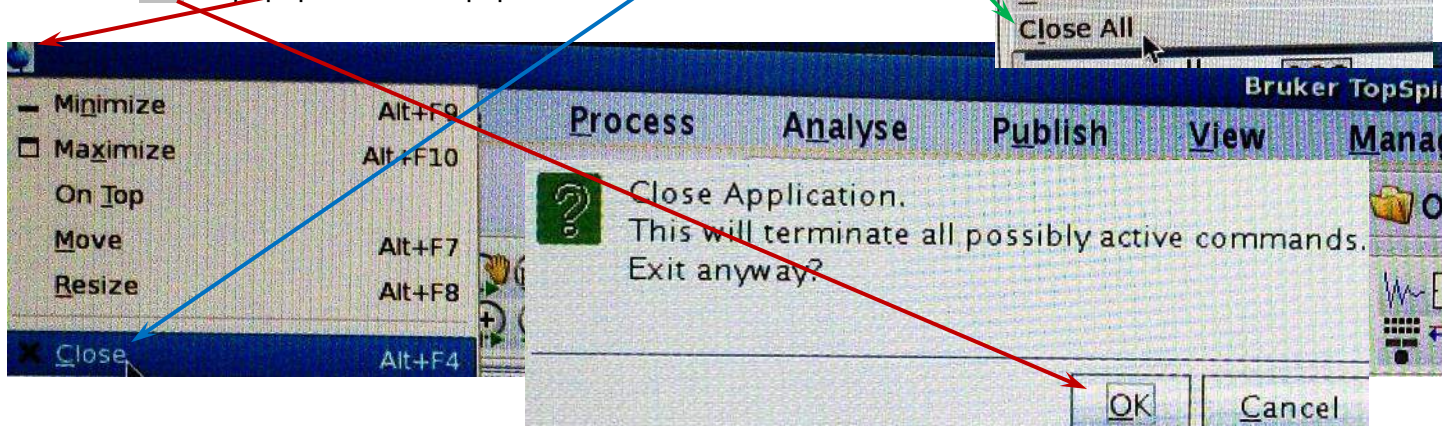 Close All
Bruker TopSpi
Minimize Alt+F9
Maximize Alt+F10
On Top
Move Alt+F7
Resize Alt+F8
Close Alt+F4
Process Analyse Publish View Manag
Close Application.
This will terminate all possibly active commands.
Exit anyway?
OK Cancel